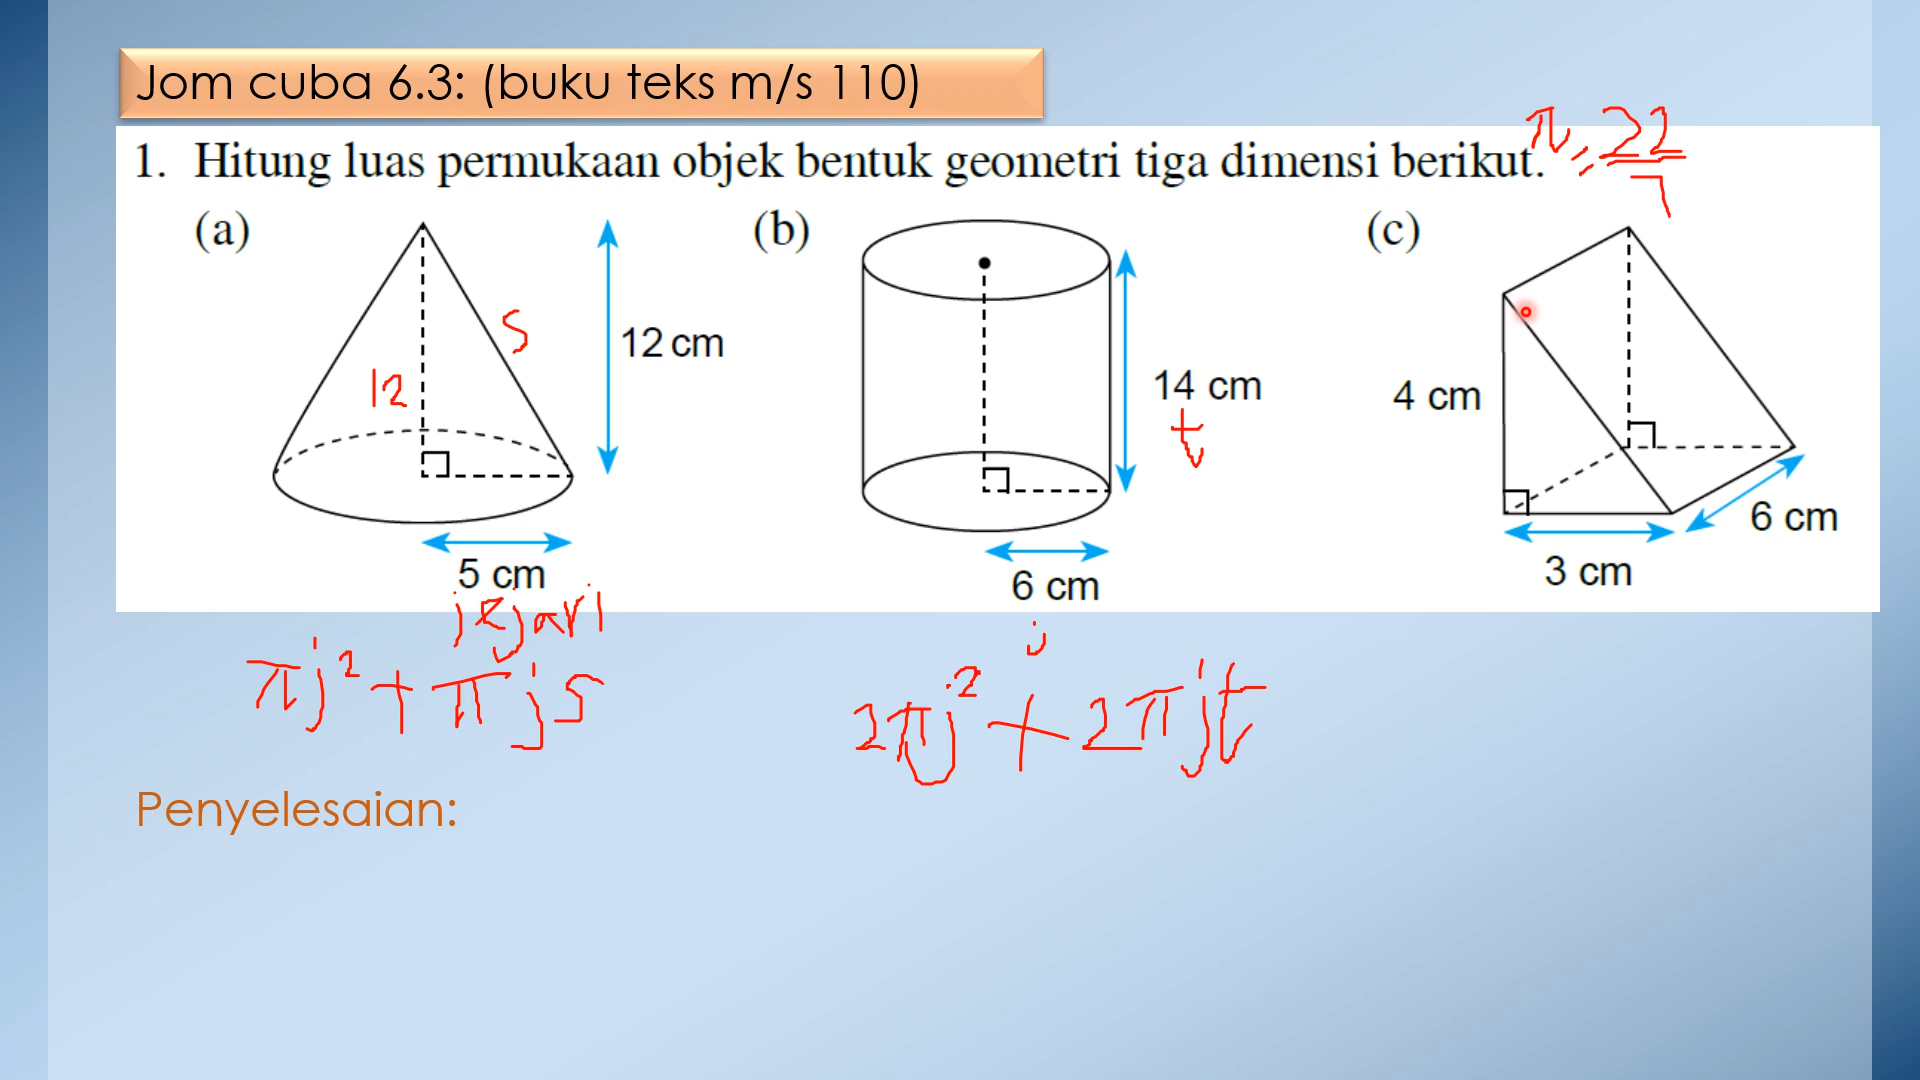 Jom cuba 6.3: (buku teks m/s 110)
1. Hitung luas permukaan objek bentuk geometri tiga dimensi berikut. π = 22/7
(a)
(b)
(c)
s
12 cm
12
14 cm
t
4 cm
6 cm
5 cm
6 cm
3 cm
jejari
j
πj² + πjs
2πj² + 2πjt
Penyelesaian: